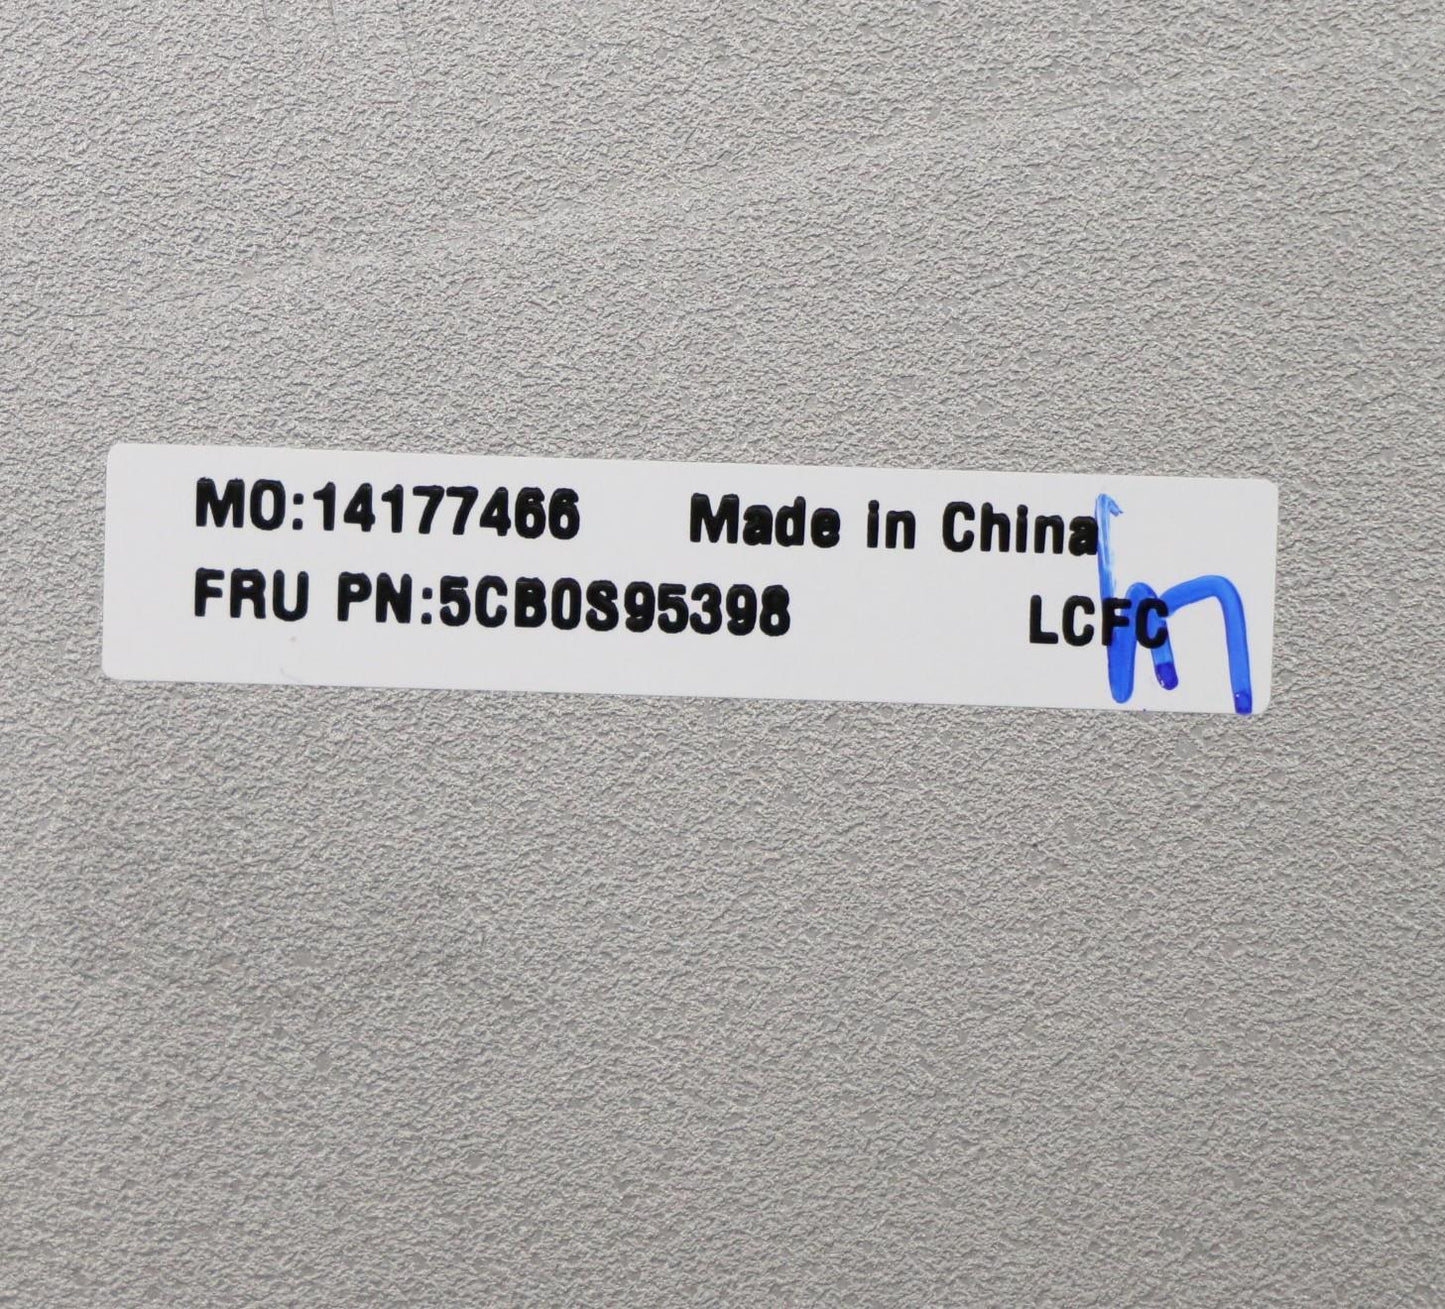 MO:14177466 Made in China
FRU PN:5CB0S95398 LCFC